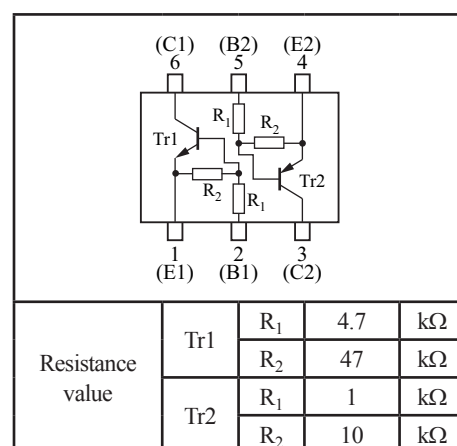 (C1) (B2) (E2)
6 5 4
R1 R2
Tr1
Tr2
R2 R1
1 2 3
(E1) (B1) (C2)
Resistance value Tr1 R1 4.7 kΩ
R2 47 kΩ
Tr2 R1 1 kΩ
R2 10 kΩ